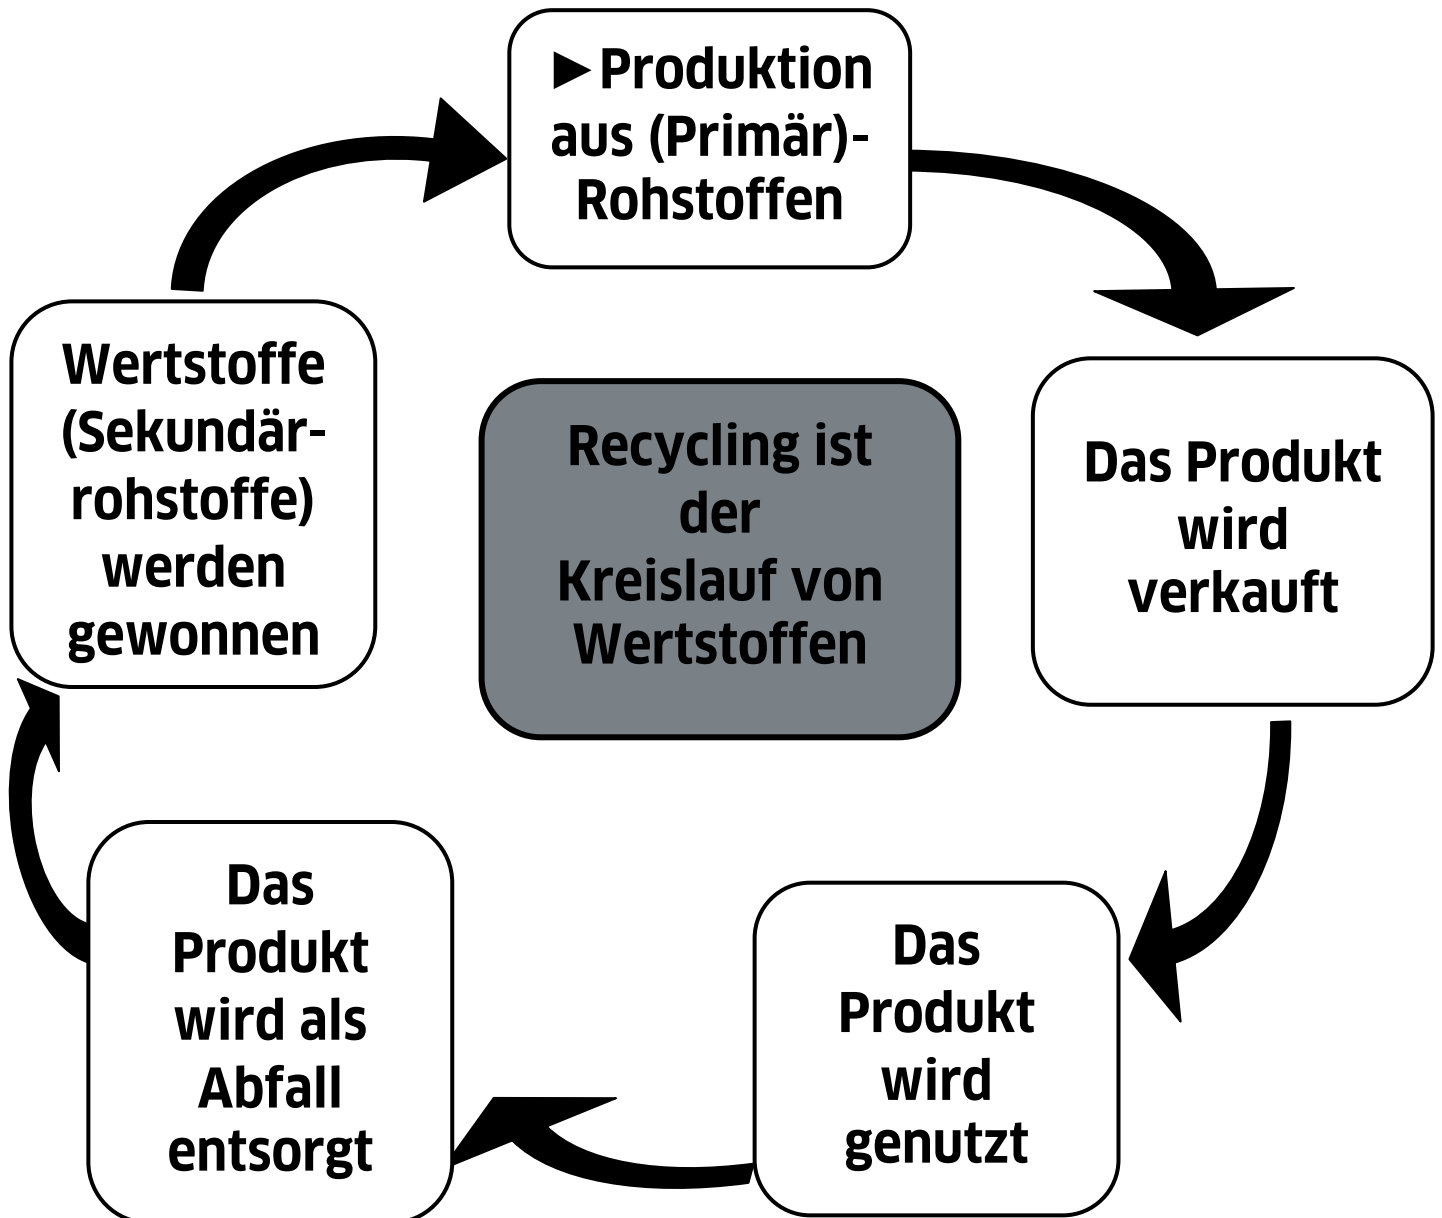 ►Produktion
aus (Primär)-
Rohstoffen
Das Produkt
wird
verkauft
Das
Produkt
wird
genutzt
Das
Produkt
wird als
Abfall
entsorgt
Wertstoffe
(Sekundär-
rohstoffe)
werden
gewonnen
Recycling ist
der
Kreislauf von
Wertstoffen